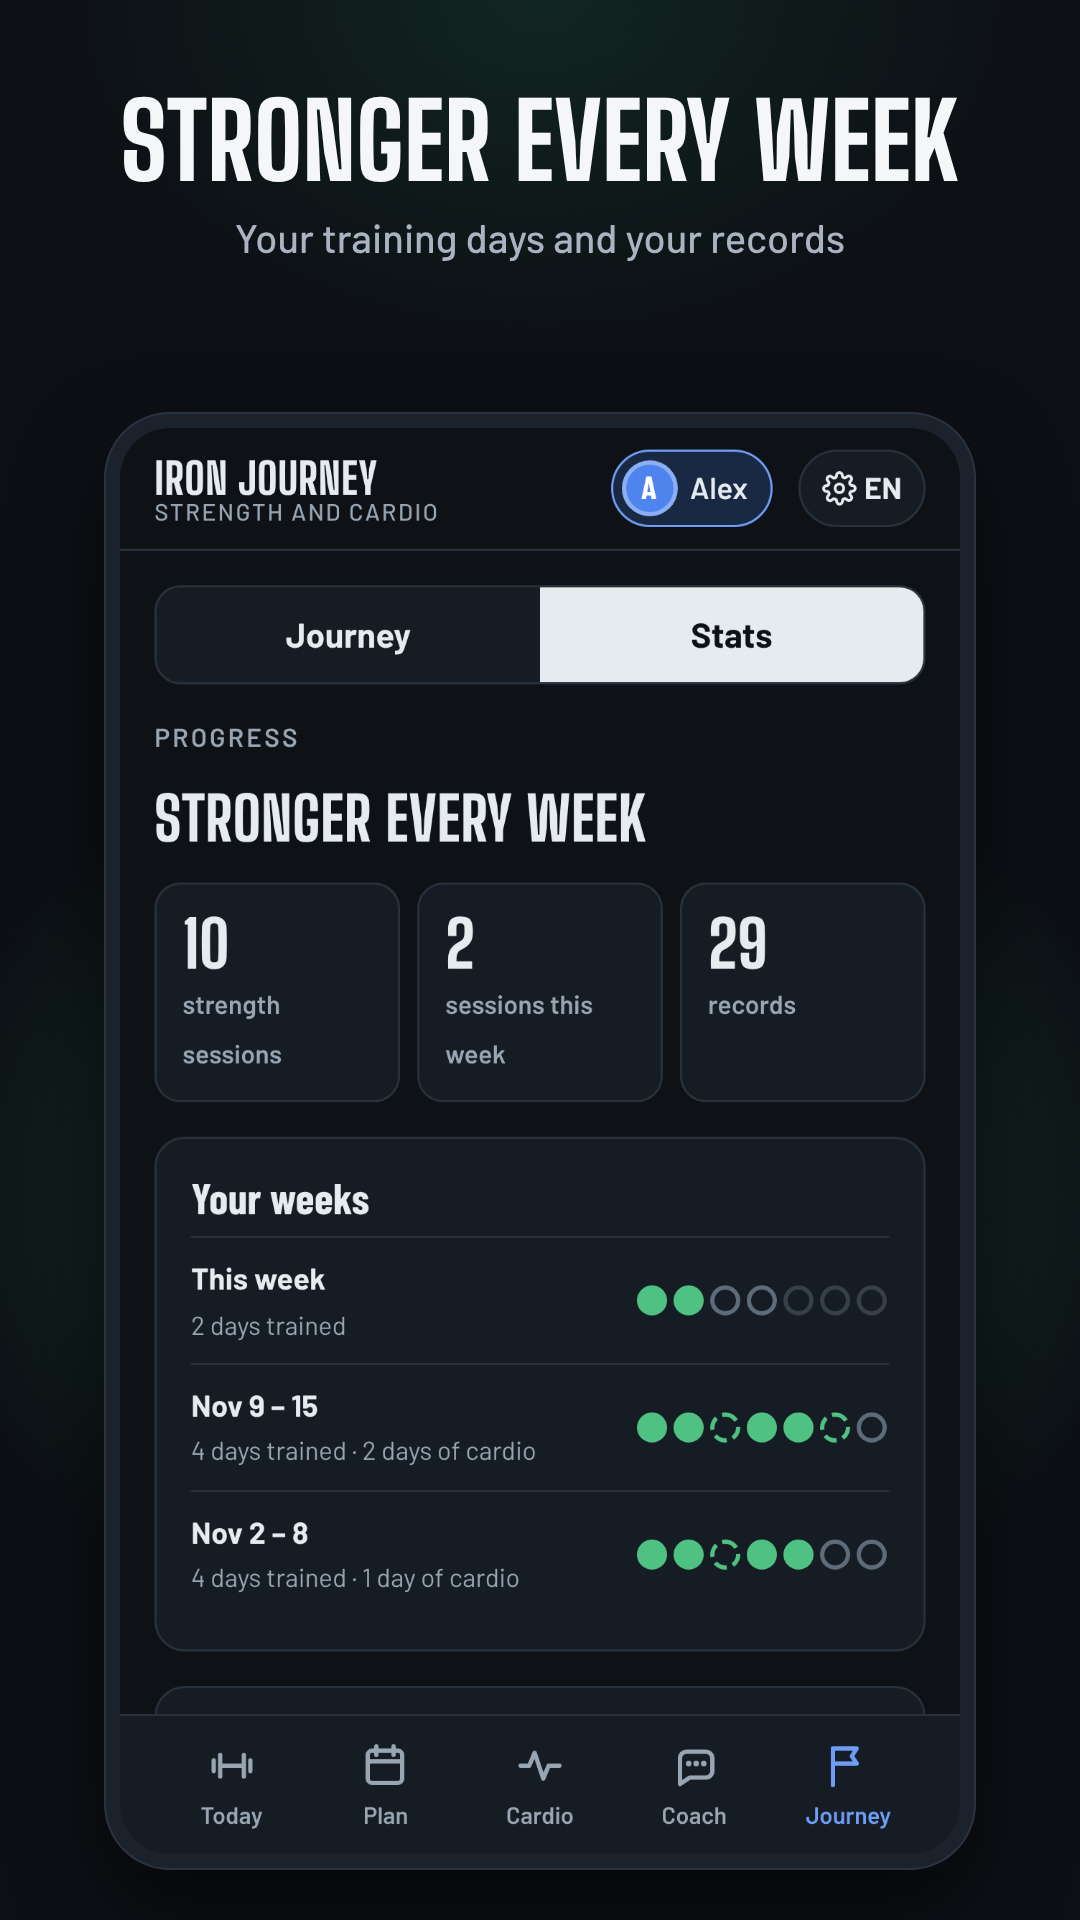 STRONGER EVERY WEEK
Your training days and your records
IRON JOURNEY
STRENGTH AND CARDIO
A
Alex
EN
Journey
Stats
PROGRESS
STRONGER EVERY WEEK
10
strength
sessions
2
sessions this
week
29
records
Your weeks
This week
2 days trained
Nov 9 – 15
4 days trained · 2 days of cardio
Nov 2 – 8
4 days trained · 1 day of cardio
Today
Plan
Cardio
Coach
Journey